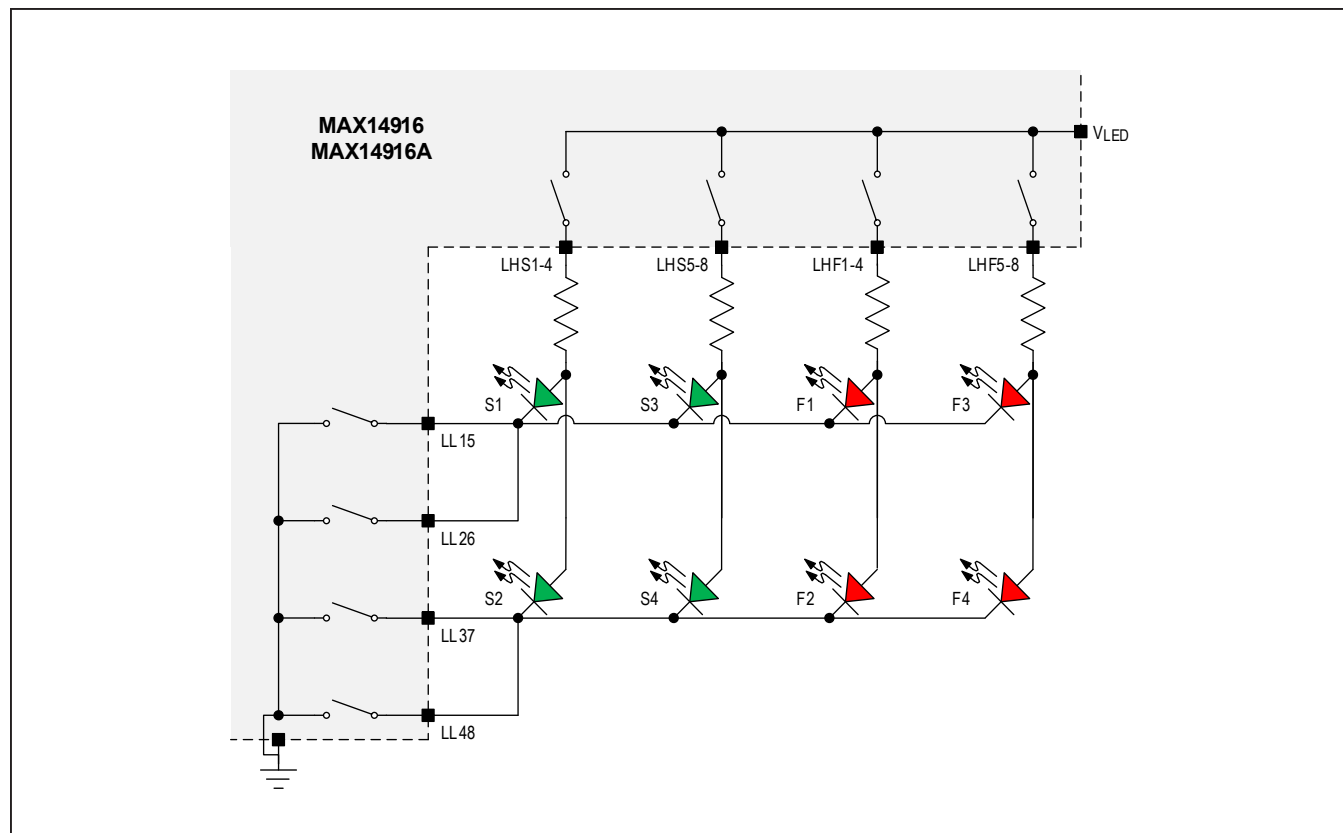 MAX14916
MAX14916A
VLED
LHS1-4
LHS5-8
LHF1-4
LHF5-8
S1
S3
F1
F3
LL15
LL26
S2
S4
F2
F4
LL37
LL48